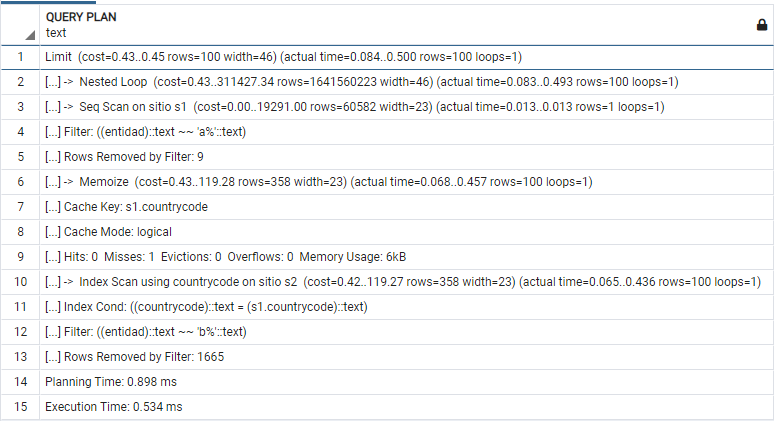 QUERY PLAN
text
1 Limit (cost=0.43..0.45 rows=100 width=46) (actual time=0.084..0.500 rows=100 loops=1)
2 [...] -> Nested Loop (cost=0.43..311427.34 rows=1641560223 width=46) (actual time=0.083..0.493 rows=100 loops=1)
3 [...] -> Seq Scan on sitio s1 (cost=0.00..19291.00 rows=60582 width=23) (actual time=0.013..0.013 rows=1 loops=1)
4 [...] Filter: ((entidad)::text ~~ 'a%'::text)
5 [...] Rows Removed by Filter: 9
6 [...] -> Memoize (cost=0.43..119.28 rows=358 width=23) (actual time=0.068..0.457 rows=100 loops=1)
7 [...] Cache Key: s1.countrycode
8 [...] Cache Mode: logical
9 [...] Hits: 0 Misses: 1 Evictions: 0 Overflows: 0 Memory Usage: 6kB
10 [...] -> Index Scan using countrycode on sitio s2 (cost=0.42..119.27 rows=358 width=23) (actual time=0.065..0.436 rows=100 loops=1)
11 [...] Index Cond: ((countrycode)::text = (s1.countrycode)::text)
12 [...] Filter: ((entidad)::text ~~ 'b%'::text)
13 [...] Rows Removed by Filter: 1665
14 Planning Time: 0.898 ms
15 Execution Time: 0.534 ms